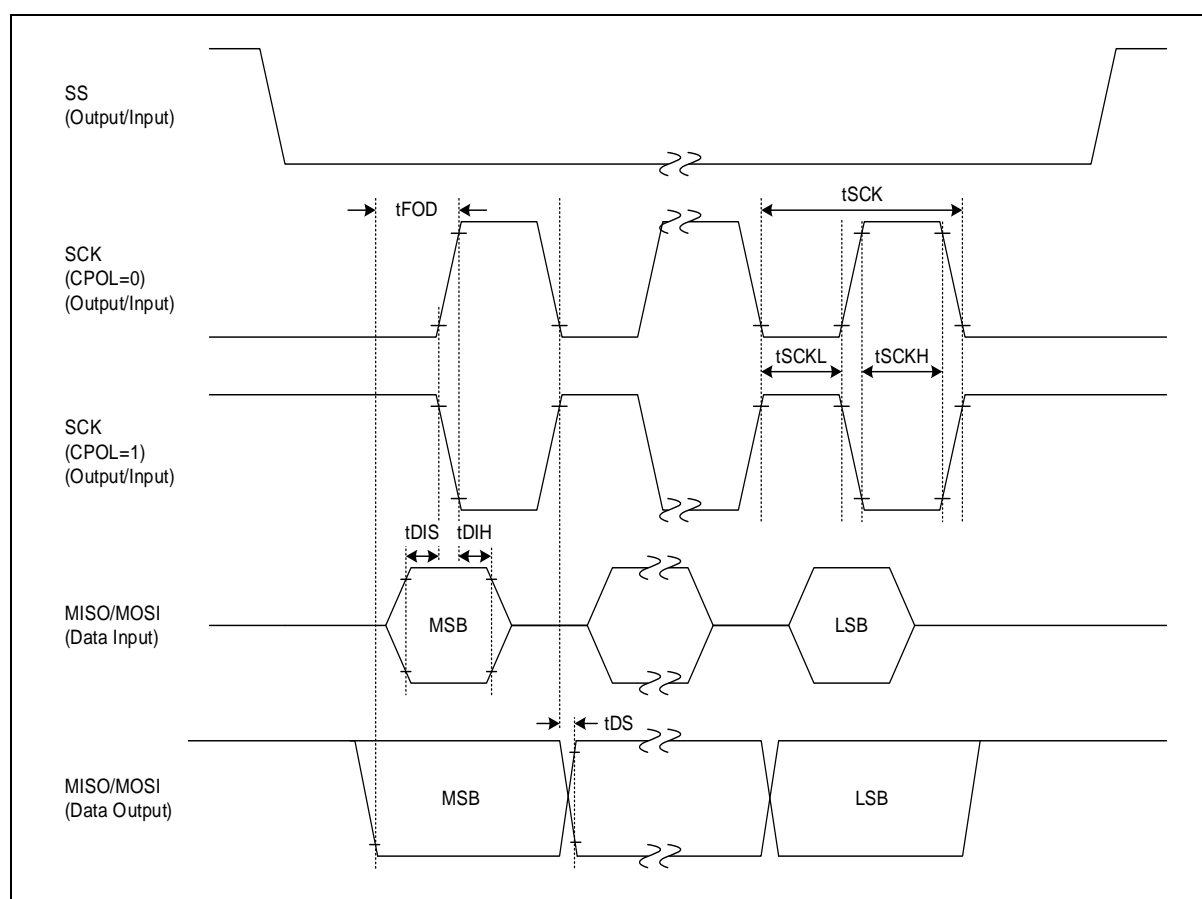 SS
(Output/Input)
tFOD
tSCK
SCK
(CPOL=0)
(Output/Input)
tSCKL
tSCKH
SCK
(CPOL=1)
(Output/Input)
tDIS
tDIH
MISO/MOSI
(Data Input)
MSB
LSB
tDS
MISO/MOSI
(Data Output)
MSB
LSB